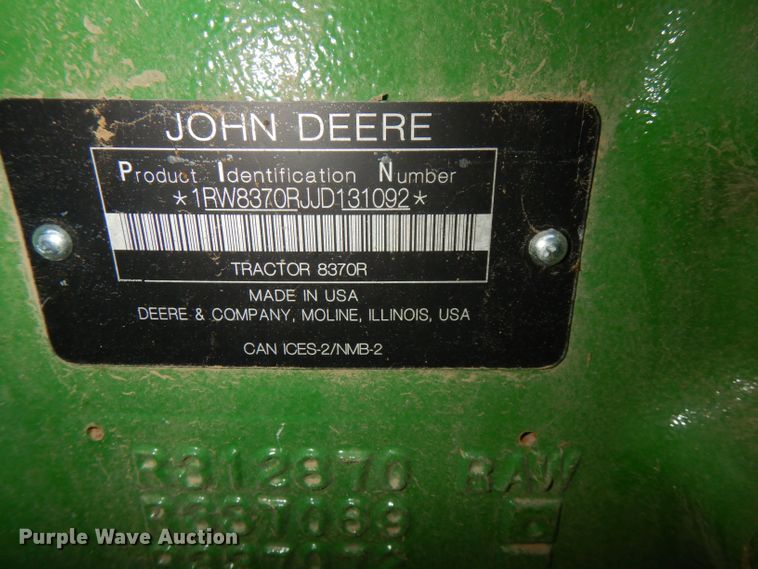 JOHN DEERE
Product Identification Number
*1RW8370RJJD131092*
TRACTOR 8370R
MADE IN USA
DEERE & COMPANY, MOLINE, ILLINOIS, USA
CAN ICES-2/NMB-2
R312870 RAW
Purple Wave Auction